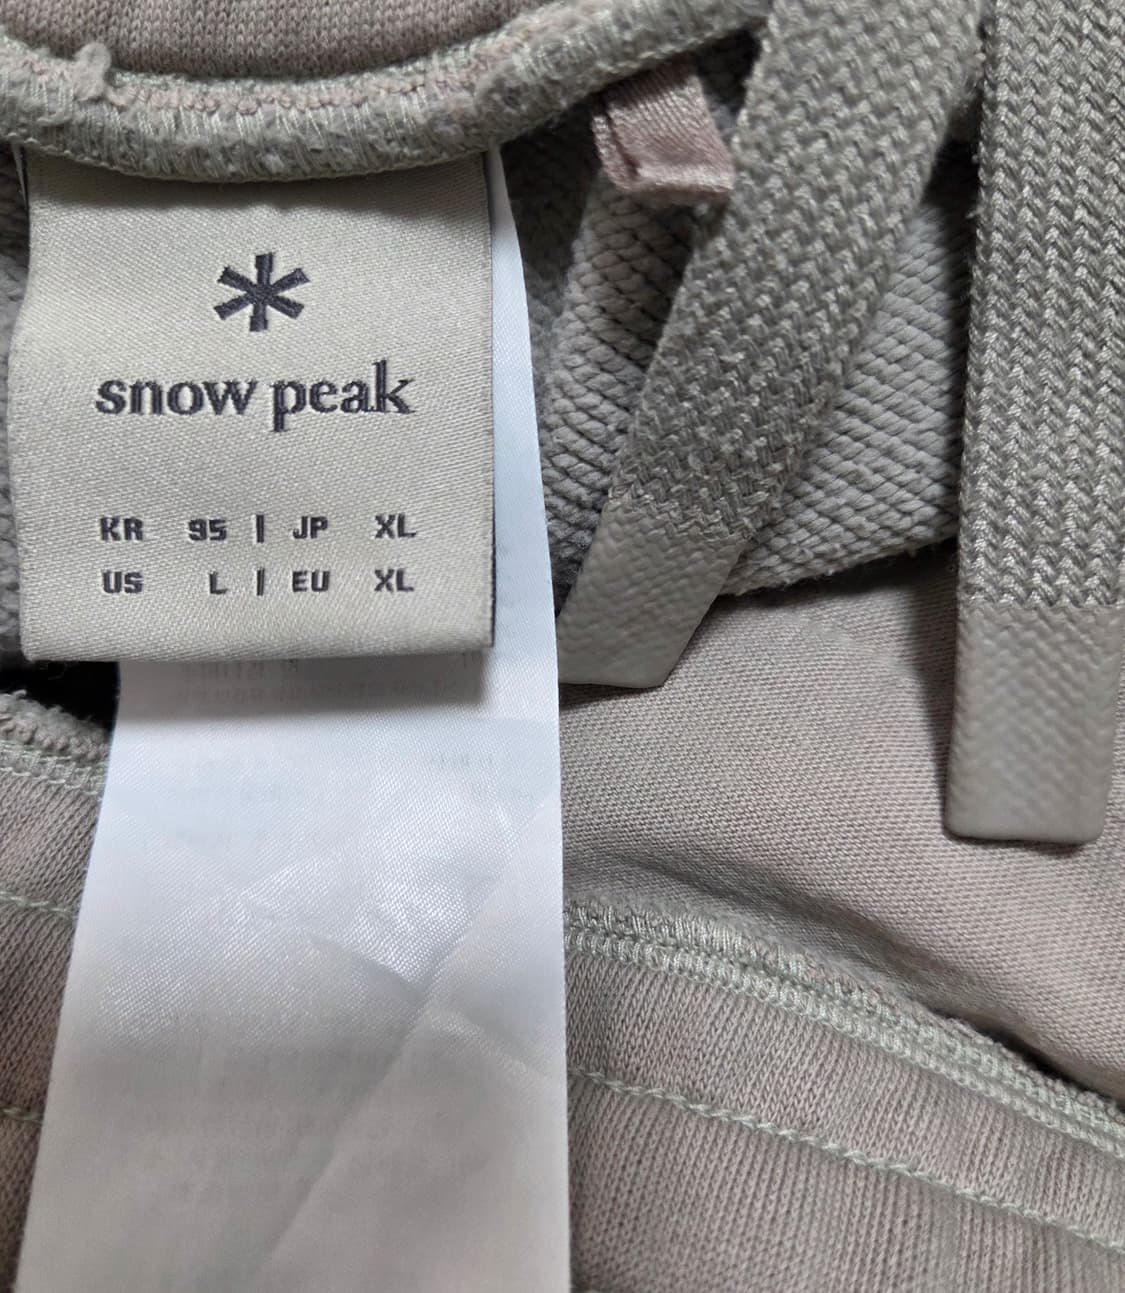 snow peak
KR 95 | JP XL
US L | EU XL